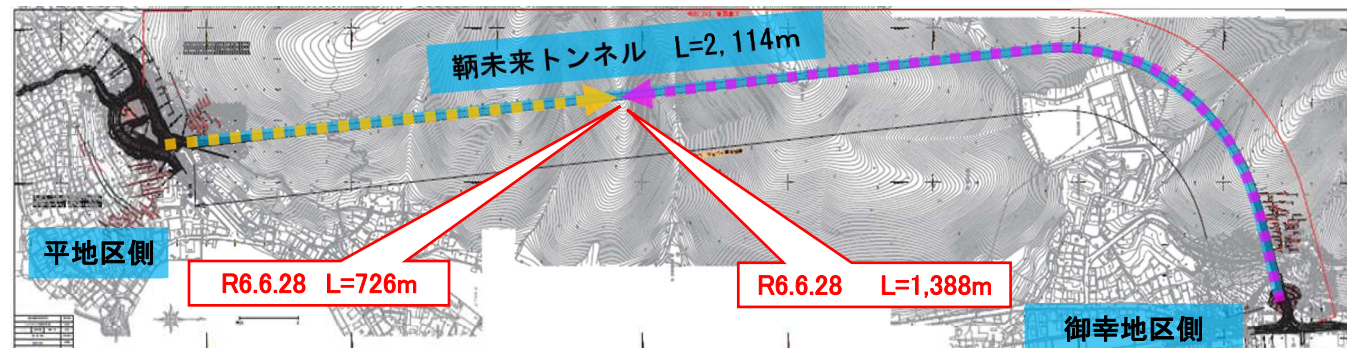 鞆未来トンネル L=2,114m
平地区側
R6.6.28 L=726m
R6.6.28 L=1,388m
御幸地区側